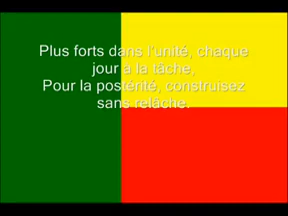 Plus forts dans l'unité, chaque
jour à la tâche,
Pour la postérité, construisez
sans relâche.